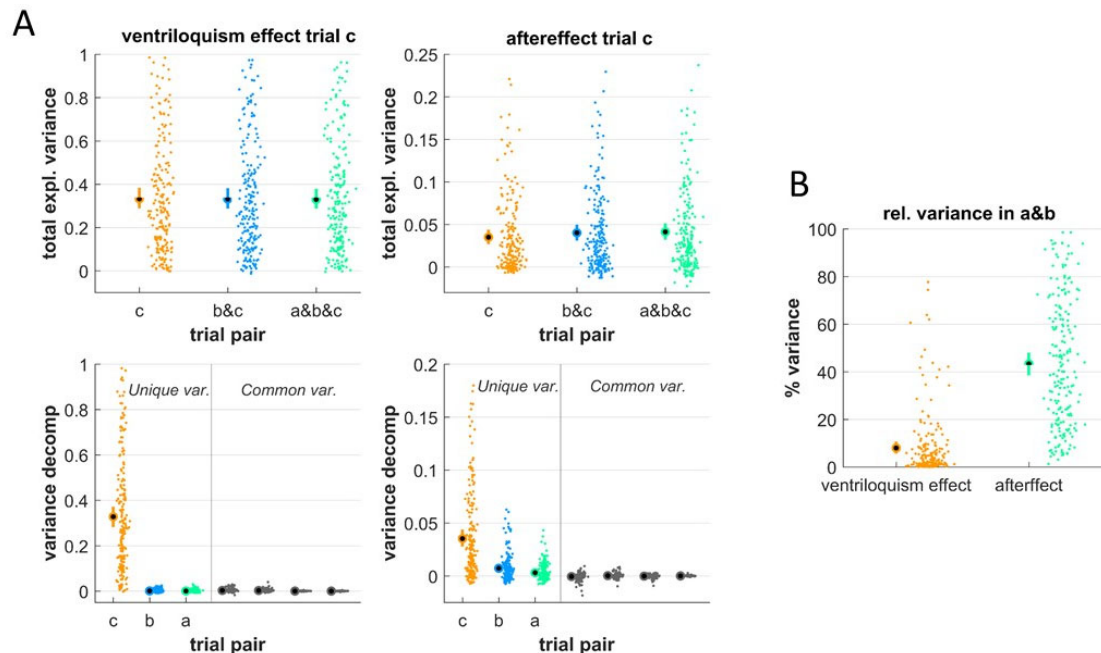 A
ventriloquism effect trial c
total expl. variance
1
0.8
0.6
0.4
0.2
0
c b&c a&b&c
trial pair
aftereffect trial c
total expl. variance
0.25
0.2
0.15
0.1
0.05
0
c b&c a&b&c
trial pair
variance decomp
1
0.8
0.6
0.4
0.2
0
Unique var. Common var.
c b a
trial pair
variance decomp
0.2
0.15
0.1
0.05
0
Unique var. Common var.
c b a
trial pair
B
rel. variance in a&b
% variance
100
80
60
40
20
0
ventriloquism effect afterffect